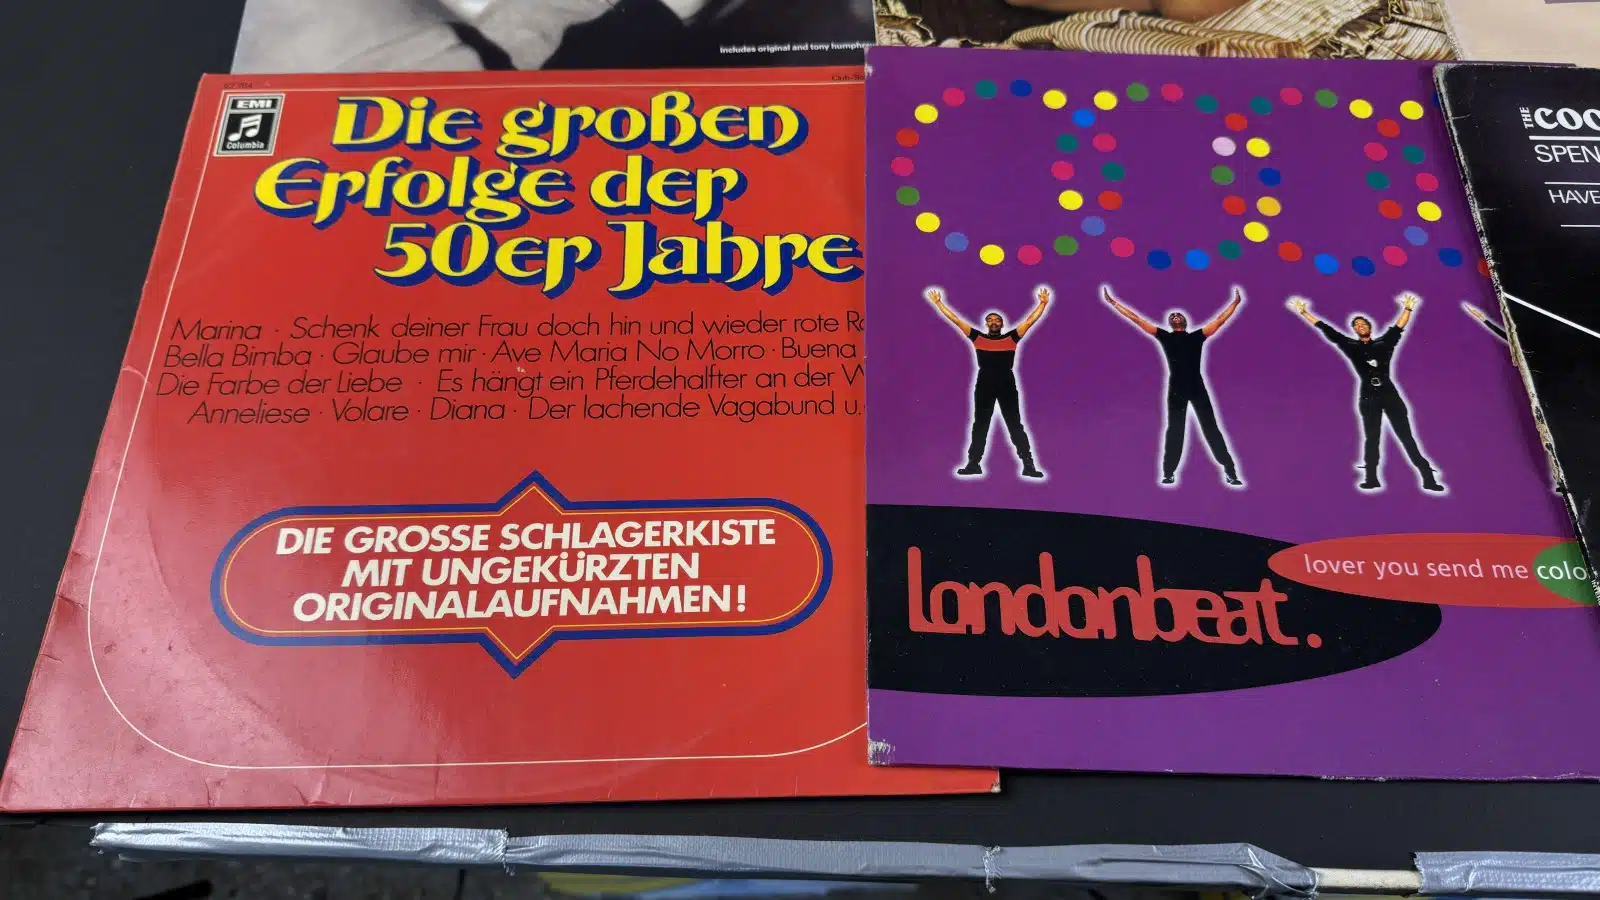 includes original and tony
EMI
Columbia
Die großen
Erfolge der
50er Jahre
Marina · Schenk deiner Frau doch hin und wieder rote
Bella Bimba · Glaube mir · Ave Maria No Morro · Buena
Die Farbe der Liebe · Es hängt ein Pferdehalfter an der
Anneliese · Volare · Diana · Der lachende Vagabund u.
DIE GROSSE SCHLAGERKISTE
MIT UNGEKÜRZTEN
ORIGINALAUFNAHMEN!
londonbeat.
lover you send me colo
THE COO
SPEN
HAVE